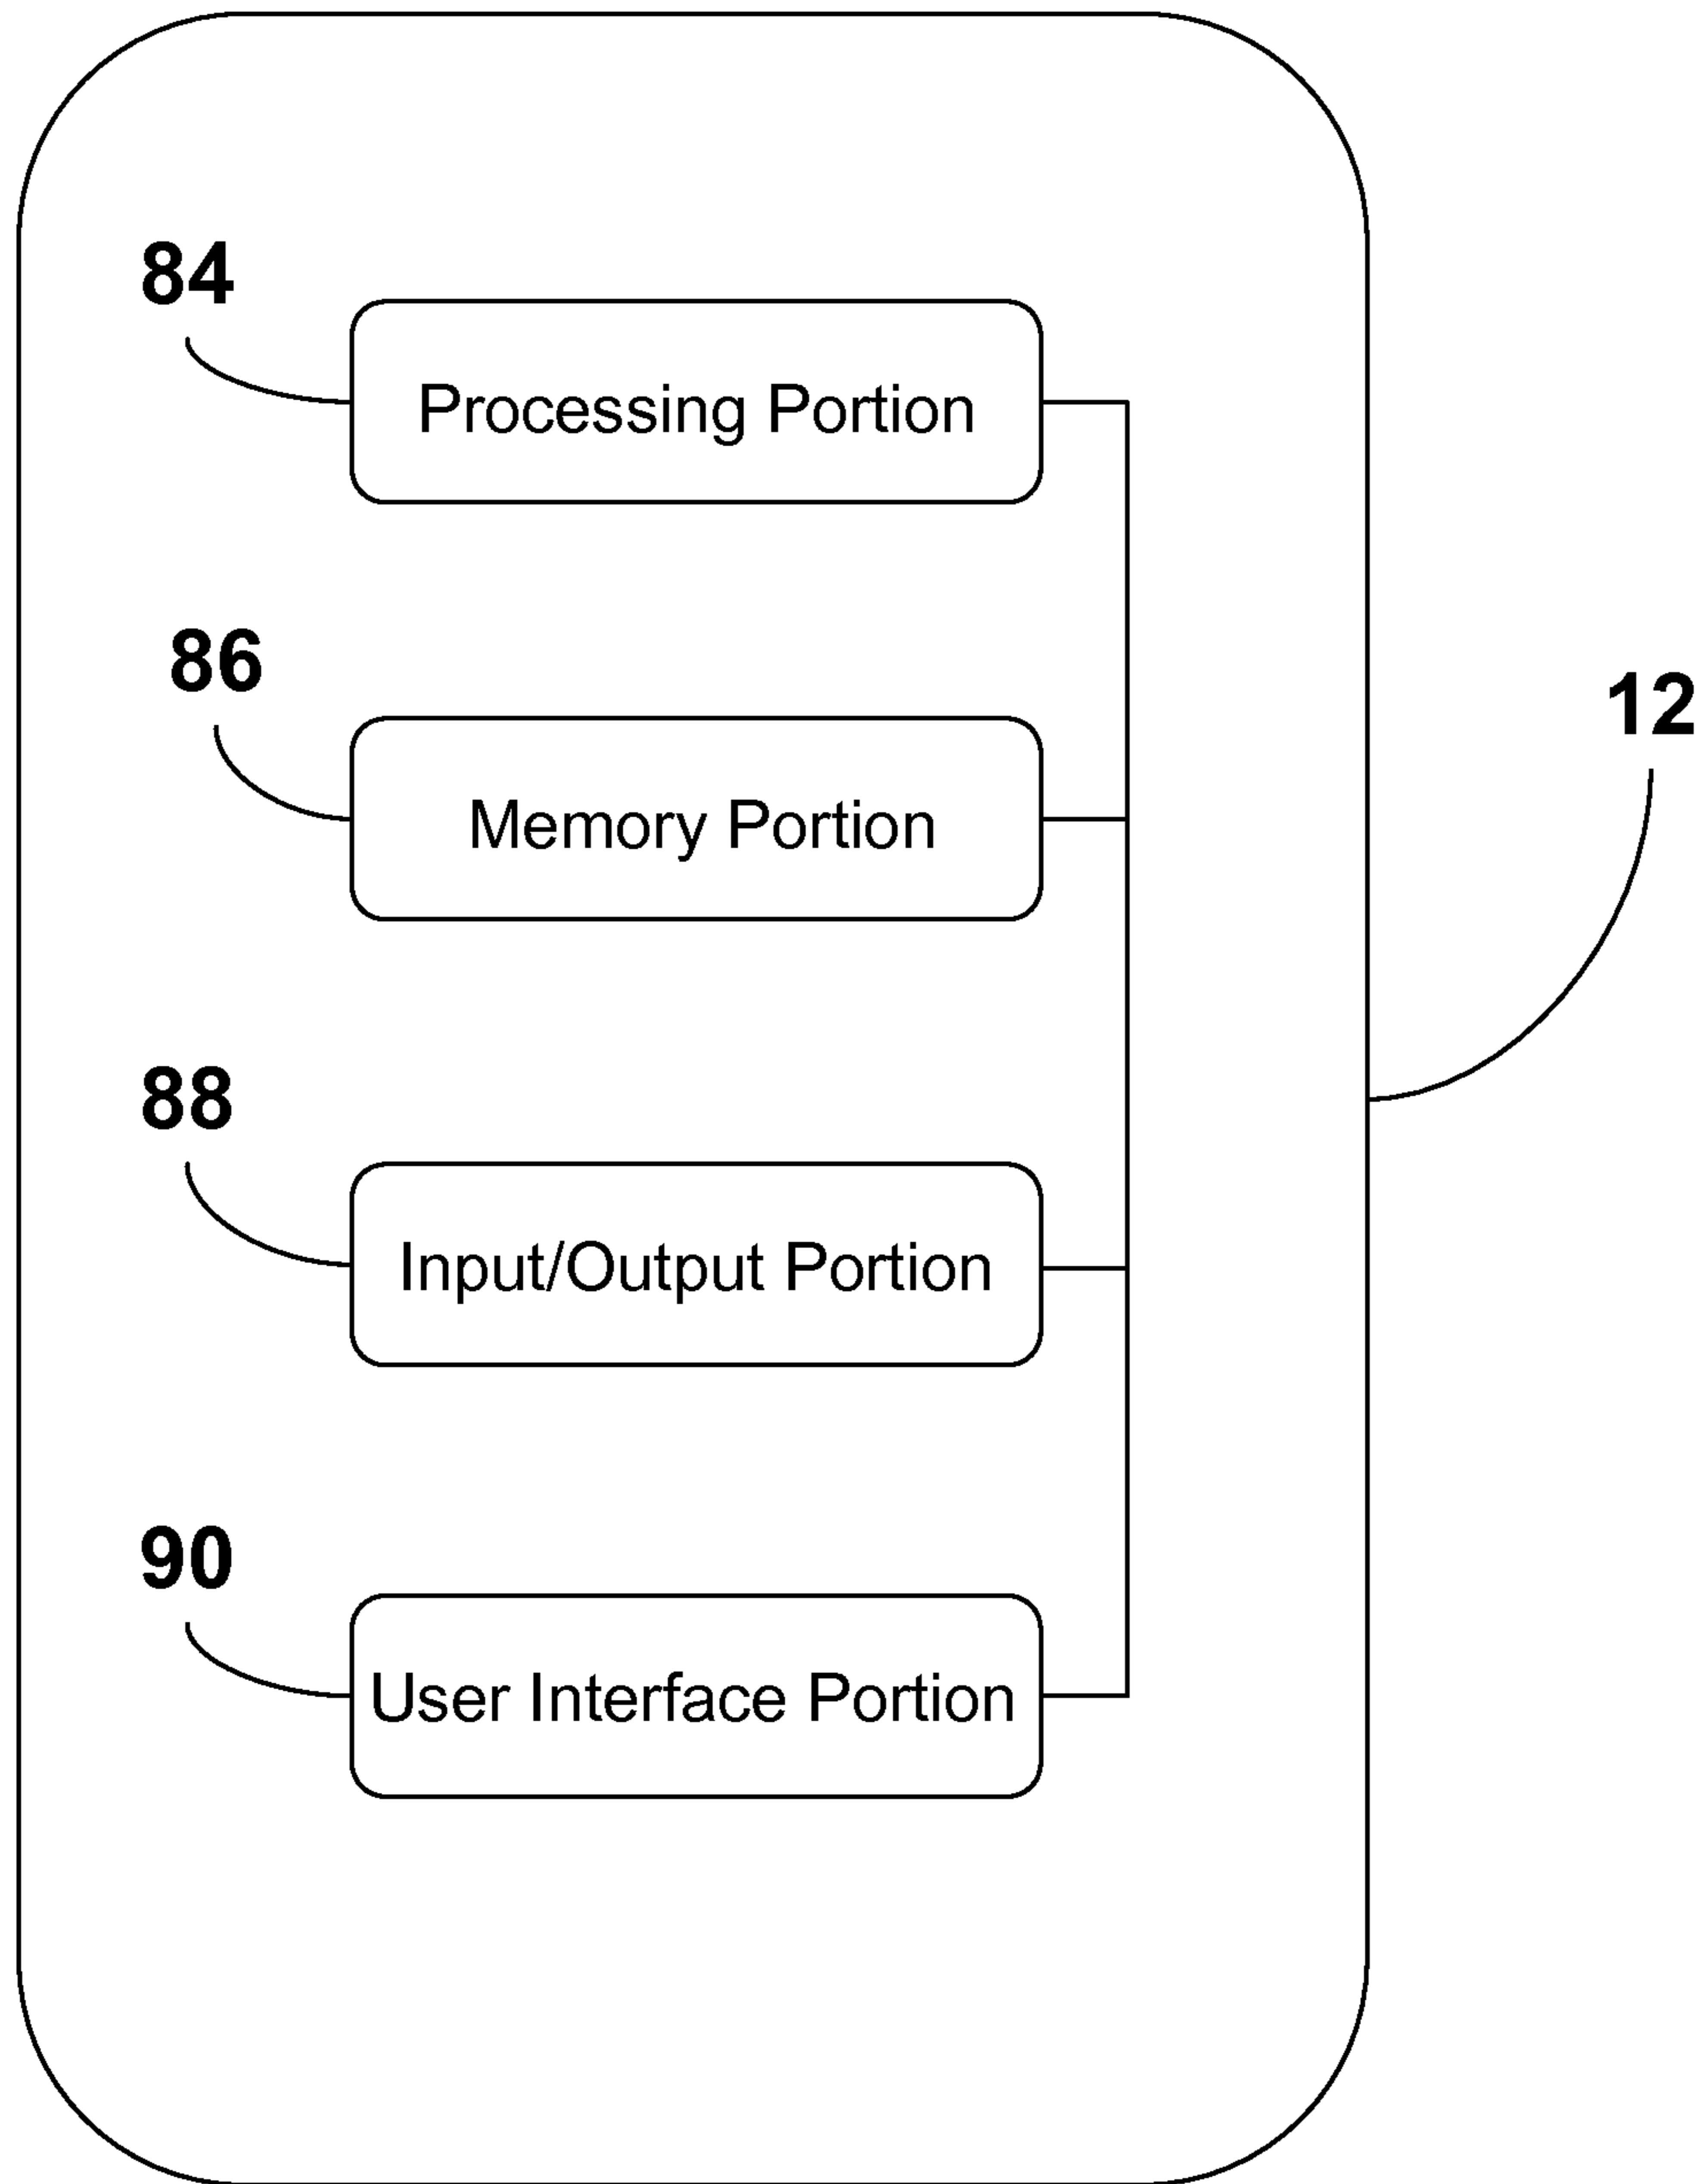 84
Processing Portion
86
12
Memory Portion
88
Input/Output Portion
90
User Interface Portion